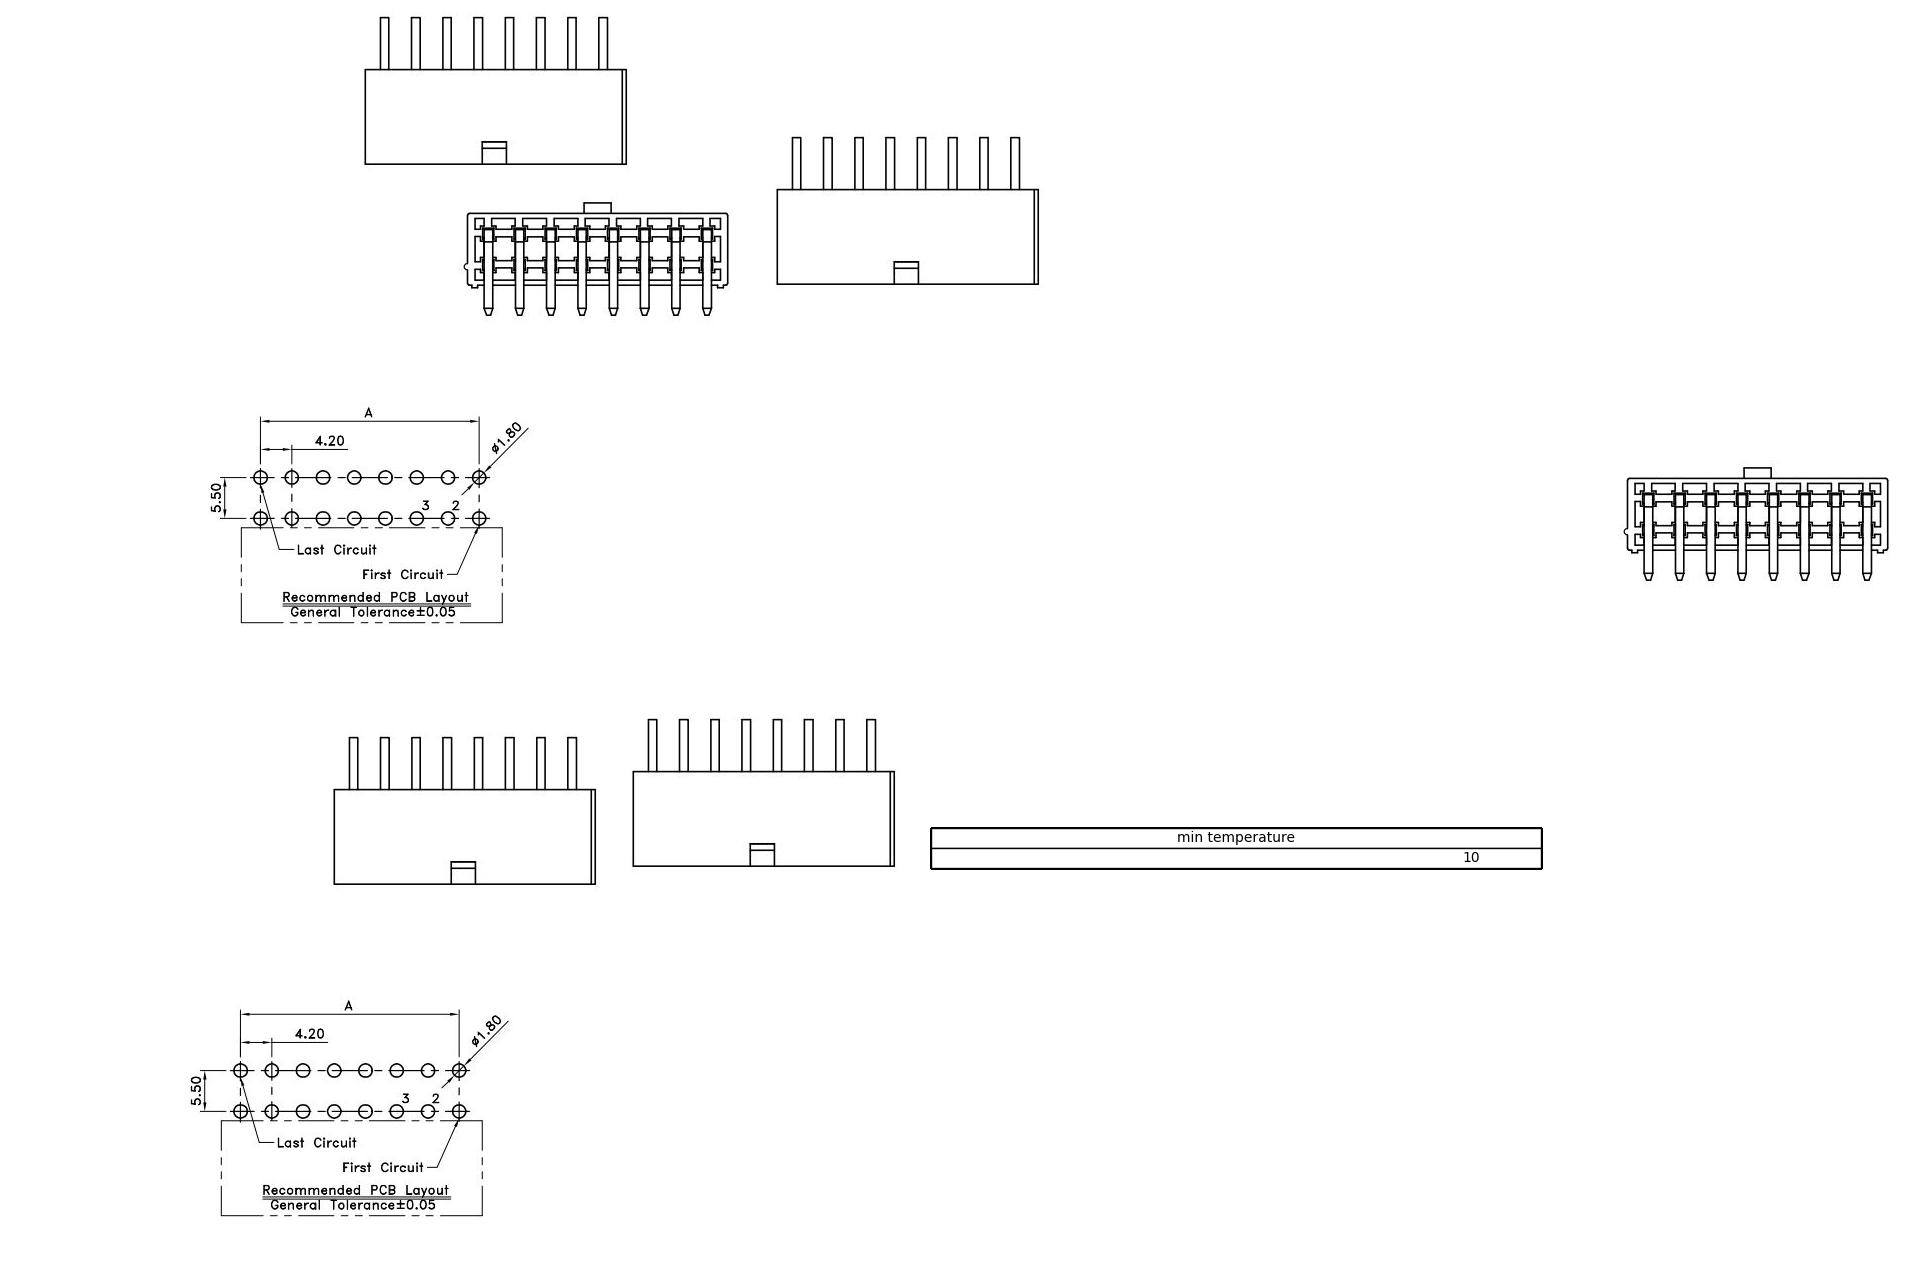 A
4.20
ø1.80
5.50
3 2
Last Circuit
First Circuit
Recommended PCB Layout
General Tolerance±0.05
min temperature
10
A
4.20
ø1.80
5.50
3 2
Last Circuit
First Circuit
Recommended PCB Layout
General Tolerance±0.05